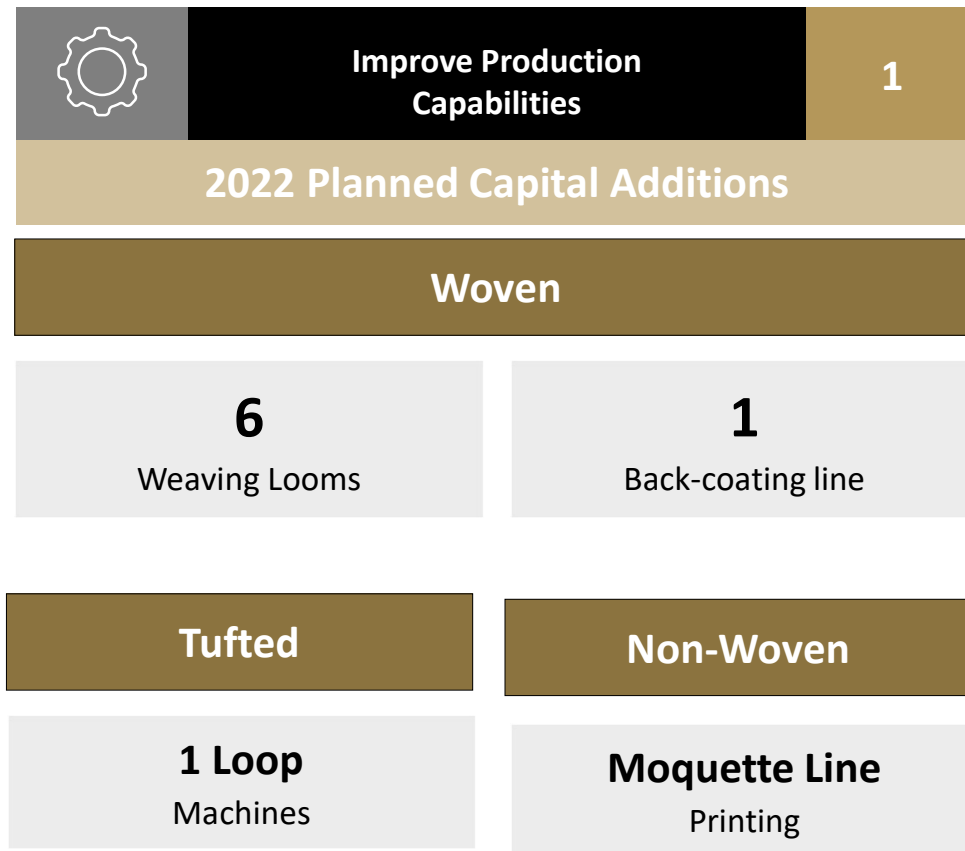 Improve Production
Capabilities
1
2022 Planned Capital Additions
Woven
6
Weaving Looms
1
Back-coating line
Tufted
Non-Woven
1 Loop
Machines
Moquette Line
Printing